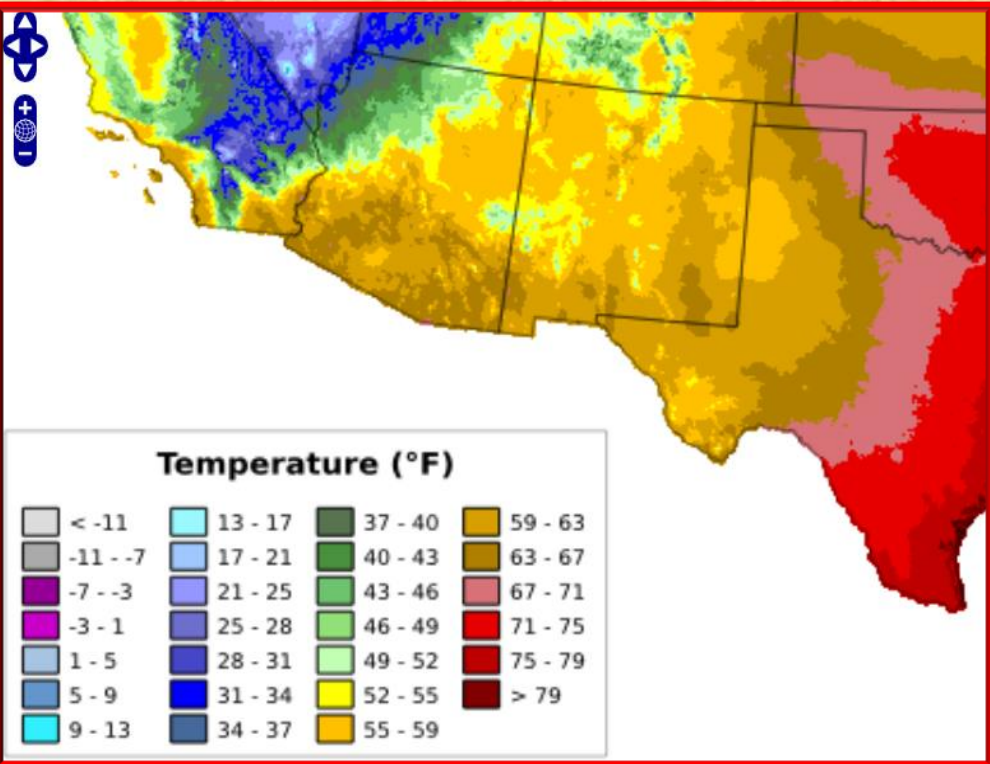 +
−
Temperature (°F)
< -11 13 - 17 37 - 40 59 - 63
-11 - -7 17 - 21 40 - 43 63 - 67
-7 - -3 21 - 25 43 - 46 67 - 71
-3 - 1 25 - 28 46 - 49 71 - 75
1 - 5 28 - 31 49 - 52 75 - 79
5 - 9 31 - 34 52 - 55 > 79
9 - 13 34 - 37 55 - 59